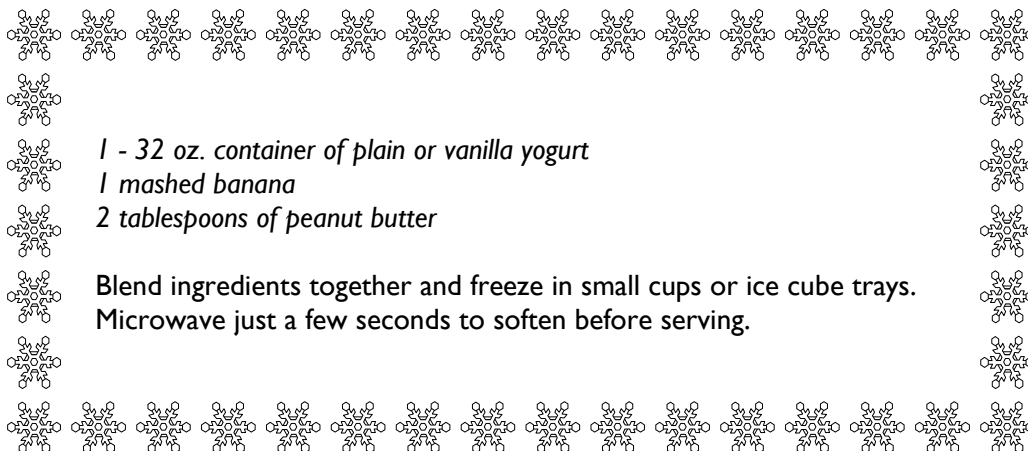 1 - 32 oz. container of plain or vanilla yogurt
1 mashed banana
2 tablespoons of peanut butter
Blend ingredients together and freeze in small cups or ice cube trays.
Microwave just a few seconds to soften before serving.